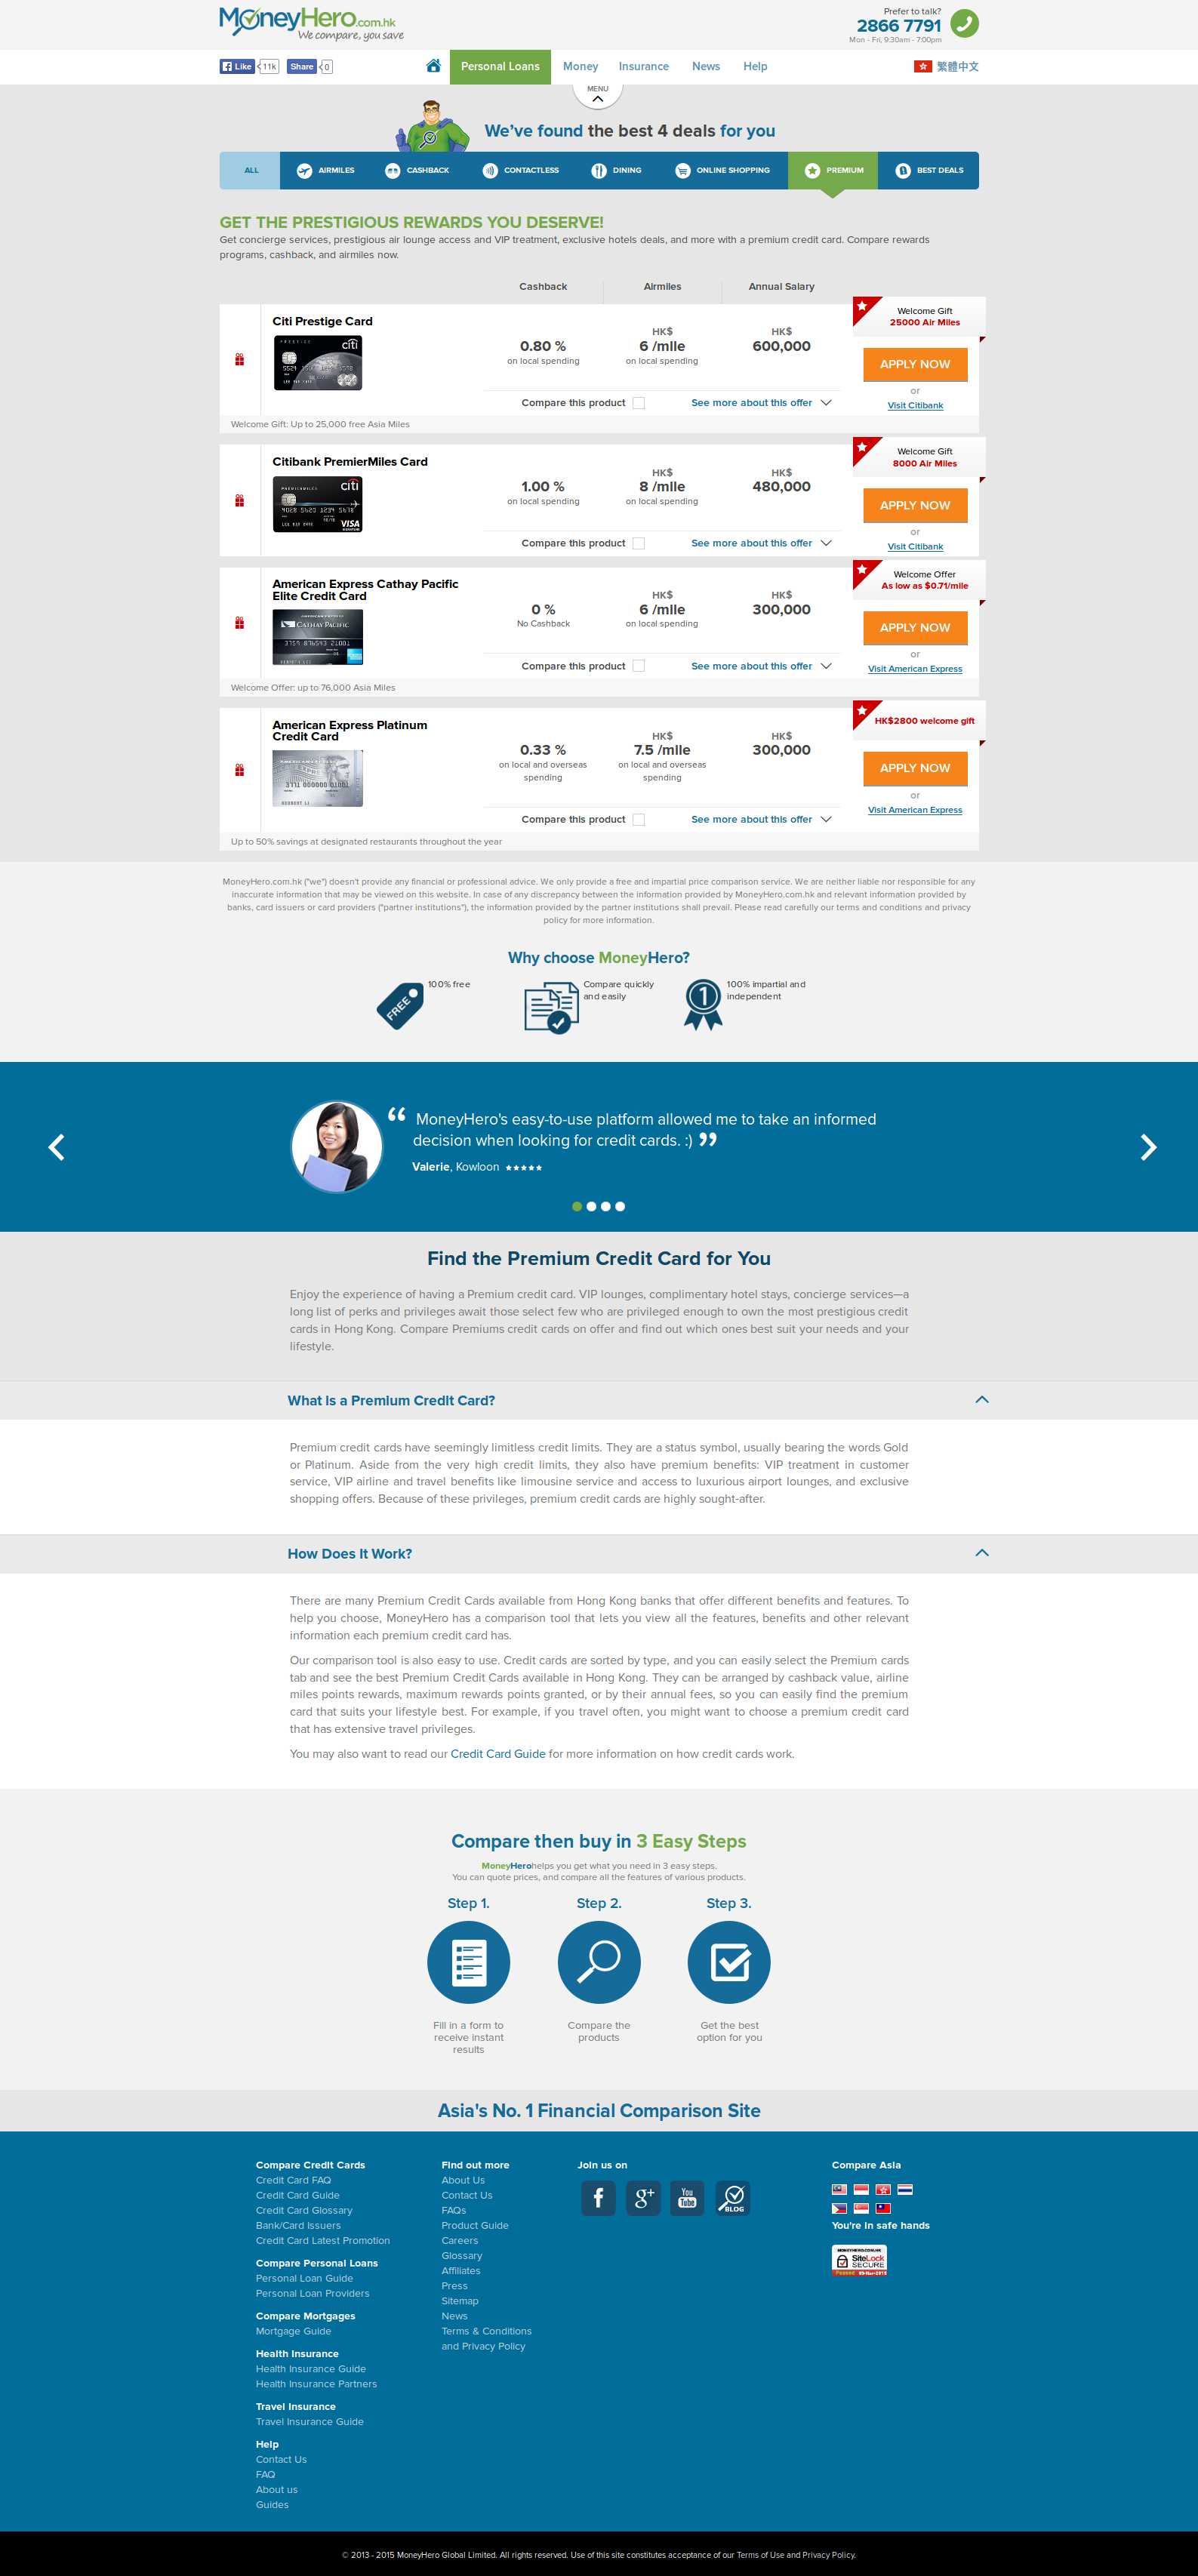 MoneyHero.com.hk
We compare, you save
Prefer to talk?
2866 7791
Mon - Fri, 9:30am - 7:00pm
Like 11k Share 0
Personal Loans Money Insurance News Help
繁體中文
MENU
We've found the best 4 deals for you
ALL AIRMILES CASHBACK CONTACTLESS DINING ONLINE SHOPPING PREMIUM BEST DEALS
GET THE PRESTIGIOUS REWARDS YOU DESERVE!
Get concierge services, prestigious air lounge access and VIP treatment, exclusive hotels deals, and more with a premium credit card. Compare rewards
programs, cashback, and airmiles now.
Cashback Airmiles Annual Salary
Citi Prestige Card
0.80 %
on local spending
HK$
6 /mile
on local spending
HK$
600,000
Welcome Gift
25000 Air Miles
APPLY NOW
or
Visit Citibank
Compare this product
See more about this offer
Welcome Gift: Up to 25,000 free Asia Miles
Citibank PremierMiles Card
1.00 %
on local spending
HK$
8 /mile
on local spending
HK$
480,000
Welcome Gift
8000 Air Miles
APPLY NOW
or
Visit Citibank
Compare this product
See more about this offer
American Express Cathay Pacific
Elite Credit Card
0 %
No Cashback
HK$
6 /mile
on local spending
HK$
300,000
Welcome Offer
As low as $0.71/mile
APPLY NOW
or
Visit American Express
Compare this product
See more about this offer
Welcome Offer: up to 76,000 Asia Miles
American Express Platinum
Credit Card
0.33 %
on local and overseas
spending
HK$
7.5 /mile
on local and overseas
spending
HK$
300,000
HK$2800 welcome gift
APPLY NOW
or
Visit American Express
Compare this product
See more about this offer
Up to 50% savings at designated restaurants throughout the year
MoneyHero.com.hk ("we") doesn't provide any financial or professional advice. We only provide a free and impartial price comparison service. We are neither liable nor responsible for any
inaccurate information that may be viewed on this website. In case of any discrepancy between the information provided by MoneyHero.com.hk and relevant information provided by
banks, card issuers or card providers ("partner institutions"), the information provided by the partner institutions shall prevail. Please read carefully our terms and conditions and privacy
policy for more information.
Why choose MoneyHero?
FREE
100% free
Compare quickly
and easily
1
100% impartial and
independent
“ MoneyHero's easy-to-use platform allowed me to take an informed
decision when looking for credit cards. :) ”
Valerie, Kowloon ★★★★★
Find the Premium Credit Card for You
Enjoy the experience of having a Premium credit card. VIP lounges, complimentary hotel stays, concierge services—a
long list of perks and privileges await those select few who are privileged enough to own the most prestigious credit
cards in Hong Kong. Compare Premiums credit cards on offer and find out which ones best suit your needs and your
lifestyle.
What is a Premium Credit Card?
Premium credit cards have seemingly limitless credit limits. They are a status symbol, usually bearing the words Gold
or Platinum. Aside from the very high credit limits, they also have premium benefits: VIP treatment in customer
service, VIP airline and travel benefits like limousine service and access to luxurious airport lounges, and exclusive
shopping offers. Because of these privileges, premium credit cards are highly sought-after.
How Does It Work?
There are many Premium Credit Cards available from Hong Kong banks that offer different benefits and features. To
help you choose, MoneyHero has a comparison tool that lets you view all the features, benefits and other relevant
information each premium credit card has.
Our comparison tool is also easy to use. Credit cards are sorted by type, and you can easily select the Premium cards
tab and see the best Premium Credit Cards available in Hong Kong. They can be arranged by cashback value, airline
miles points rewards, maximum rewards points granted, or by their annual fees, so you can easily find the premium
card that suits your lifestyle best. For example, if you travel often, you might want to choose a premium credit card
that has extensive travel privileges.
You may also want to read our Credit Card Guide for more information on how credit cards work.
Compare then buy in 3 Easy Steps
MoneyHerohelps you get what you need in 3 easy steps.
You can quote prices, and compare all the features of various products.
Step 1. Step 2. Step 3.
Fill in a form to
receive instant
results
Compare the
products
Get the best
option for you
Asia's No. 1 Financial Comparison Site
Compare Credit Cards
Credit Card FAQ
Credit Card Guide
Credit Card Glossary
Bank/Card Issuers
Credit Card Latest Promotion
Compare Personal Loans
Personal Loan Guide
Personal Loan Providers
Compare Mortgages
Mortgage Guide
Health Insurance
Health Insurance Guide
Health Insurance Partners
Travel Insurance
Travel Insurance Guide
Help
Contact Us
FAQ
About us
Guides
Find out more
About Us
Contact Us
FAQs
Product Guide
Careers
Glossary
Affiliates
Press
Sitemap
News
Terms & Conditions
and Privacy Policy
Join us on
f g+ You Tube BLOG
Compare Asia
You're in safe hands
MONEYHERO.COM.HK
SiteLock
SECURE
Passed
© 2013 - 2015 MoneyHero Global Limited. All rights reserved. Use of this site constitutes acceptance of our Terms of Use and Privacy Policy.